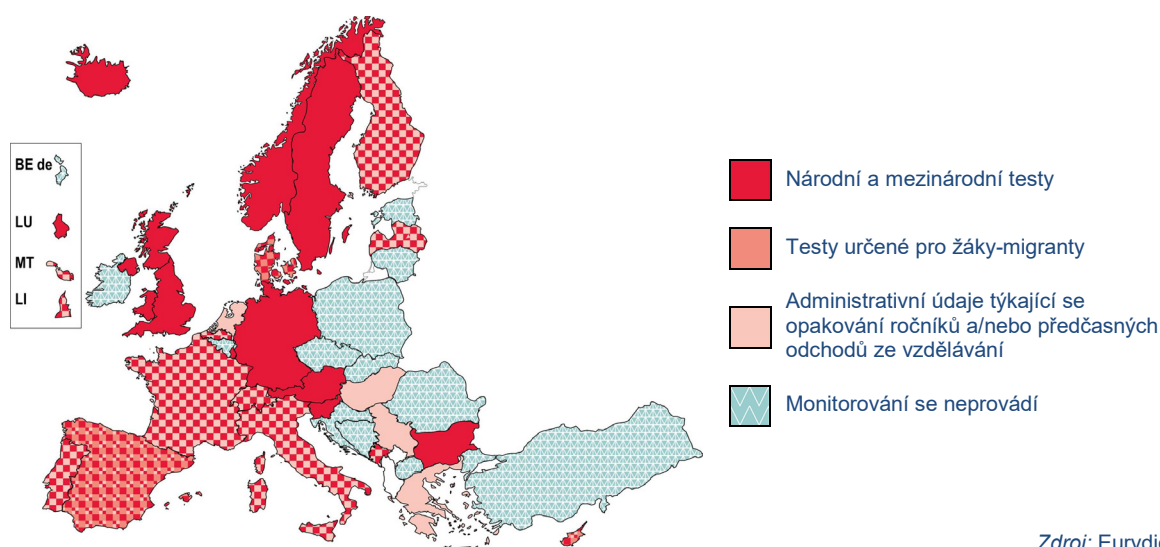 BE de
LU
MT
LI
Národní a mezinárodní testy
Testy určené pro žáky-migranty
Administrativní údaje týkající se
opakování ročníků a/nebo předčasných
odchodů ze vzdělávání
Monitorování se neprovádí
Zdroj: